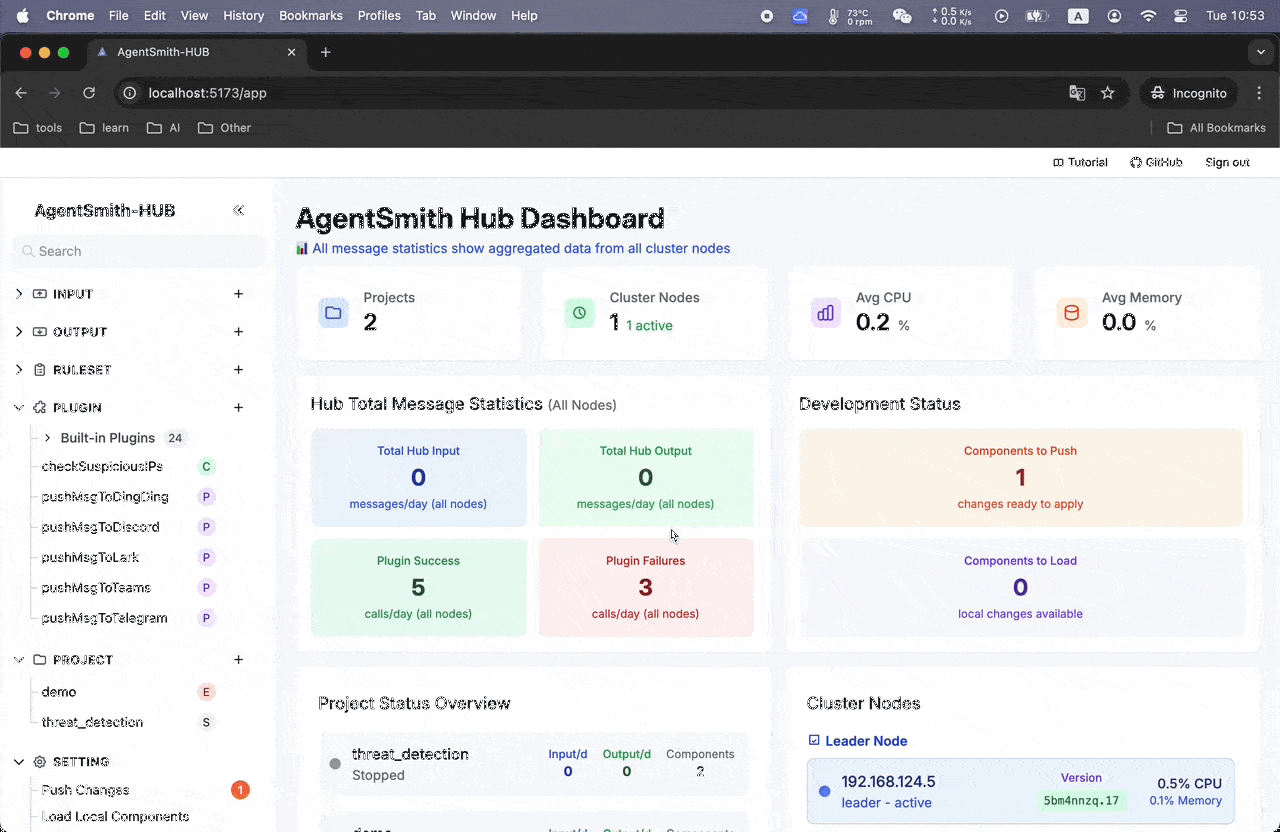 Chrome File Edit View History Bookmarks Profiles Tab Window Help 73°C 0 rpm 0.5 K/s 0.0 K/s A Tue 10:53
AgentSmith-HUB
localhost:5173/app Incognito
tools learn AI Other All Bookmarks
Tutorial GitHub Sign out
AgentSmith-HUB
Search
INPUT
OUTPUT
RULESET
PLUGIN
Built-in Plugins 24
checkSuspiciousIPs C
pushMsgToDingDing P
pushMsgToDiscord P
pushMsgToLark P
pushMsgToTeams P
pushMsgToTelegram P
PROJECT
demo E
threat_detection S
SETTING
Push Changes 1
Load Local Components
AgentSmith Hub Dashboard
All message statistics show aggregated data from all cluster nodes
Projects
2
Cluster Nodes
1 1 active
Avg CPU
0.2 %
Avg Memory
0.0 %
Hub Total Message Statistics (All Nodes)
Total Hub Input
0
messages/day (all nodes)
Total Hub Output
0
messages/day (all nodes)
Plugin Success
5
calls/day (all nodes)
Plugin Failures
3
calls/day (all nodes)
Development Status
Components to Push
1
changes ready to apply
Components to Load
0
local changes available
Project Status Overview
threat_detection
Stopped
Input/d
0
Output/d
0
Components
2
Cluster Nodes
Leader Node
192.168.124.5
leader - active
Version
5bm4nnzq.17
0.5% CPU
0.1% Memory